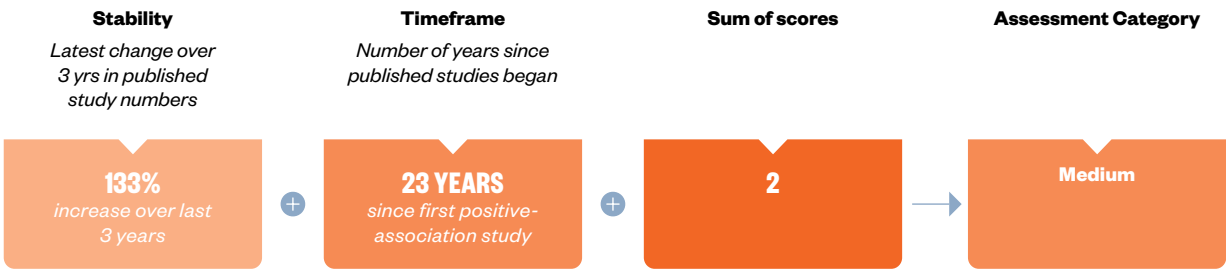 Stability
Latest change over
3 yrs in published
study numbers
133%
increase over last
3 years
+
Timeframe
Number of years since
published studies began
23 YEARS
since first positive-
association study
+
Sum of scores
2
Assessment Category
Medium